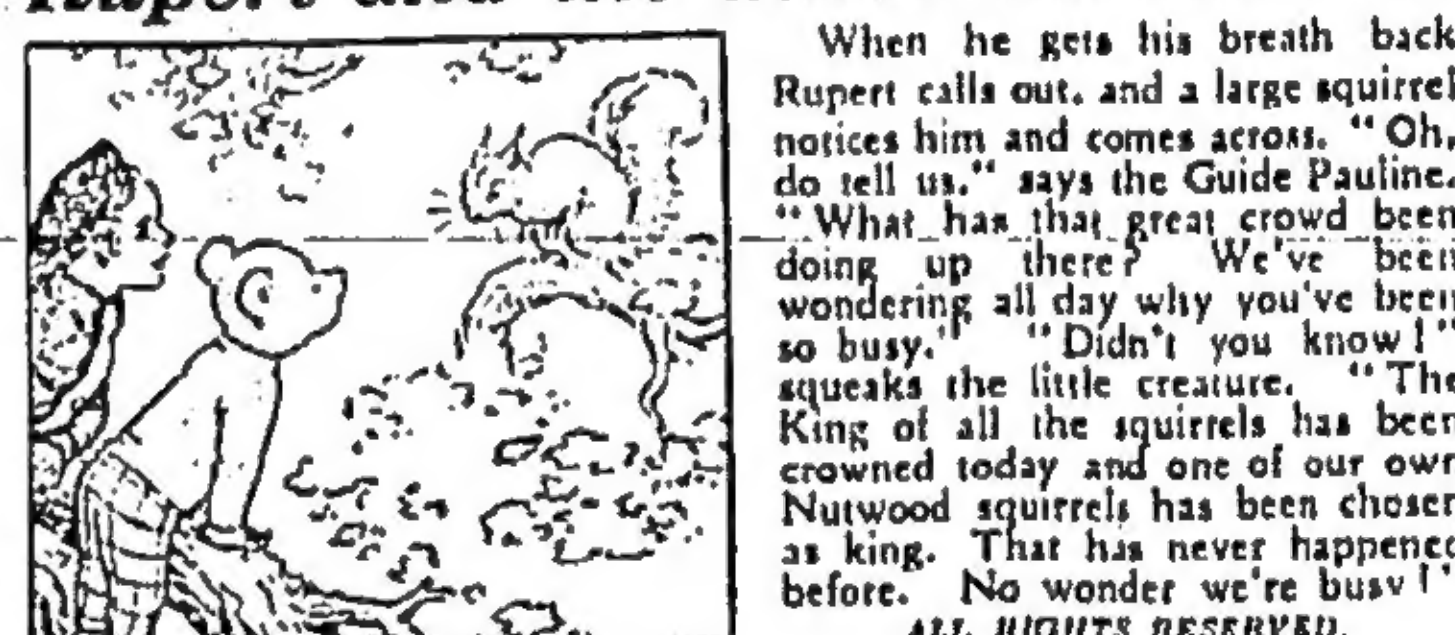 Rupert and the
When he gets his breath back
Rupert calls out, and a large squirrel
notices him and comes across. "Oh,
do tell us," says the Guide Pauline.
"What has that great crowd been
doing up there? We've been
wondering all day why you've been
so busy." "Didn't you know!"
squeaks the little creature. "The
King of all the squirrels has been
crowned today and one of our own
Nutwood squirrels has been chosen
as king. That has never happened
before. No wonder we're busy!"
ALL RIGHTS RESERVED.